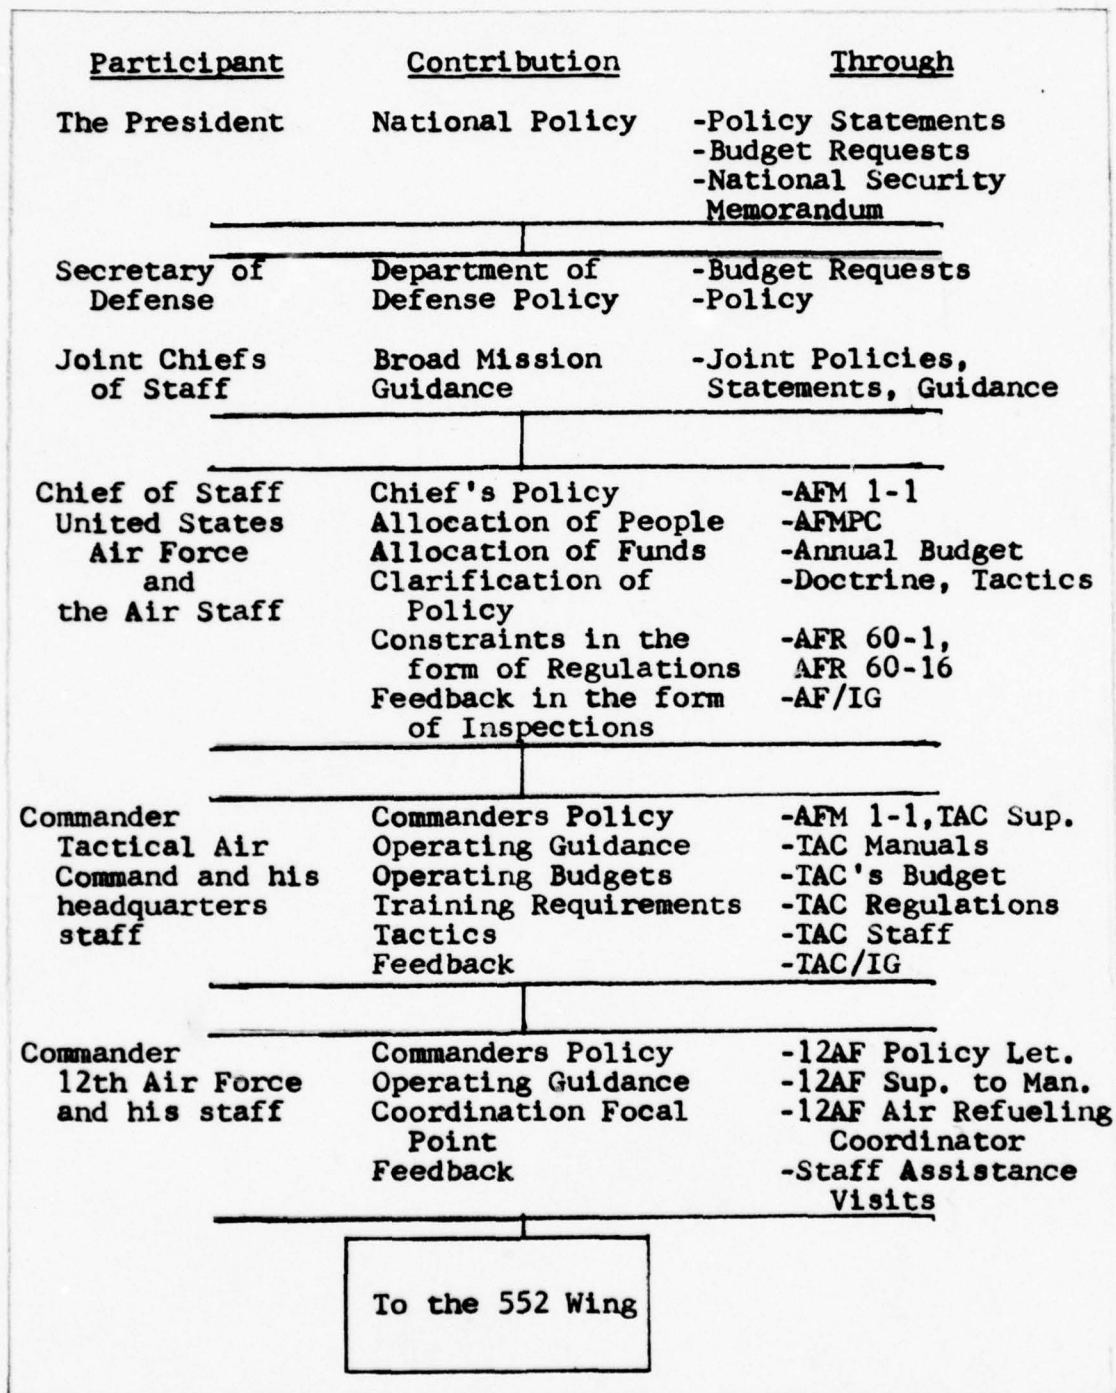 Participant Contribution Through
The President National Policy -Policy Statements
-Budget Requests
-National Security
Memorandum
Secretary of Department of -Budget Requests
Defense Defense Policy -Policy
Joint Chiefs Broad Mission -Joint Policies,
of Staff Guidance Statements, Guidance
Chief of Staff Chief's Policy -AFM 1-1
United States Allocation of People -AFMPC
Air Force Allocation of Funds -Annual Budget
and Clarification of -Doctrine, Tactics
the Air Staff Policy
Constraints in the -AFR 60-1,
form of Regulations AFR 60-16
Feedback in the form -AF/IG
of Inspections
Commander Commanders Policy -AFM 1-1,TAC Sup.
Tactical Air Operating Guidance -TAC Manuals
Command and his Operating Budgets -TAC's Budget
headquarters Training Requirements -TAC Regulations
staff Tactics -TAC Staff
Feedback -TAC/IG
Commander Commanders Policy -12AF Policy Let.
12th Air Force Operating Guidance -12AF Sup. to Man.
and his staff Coordination Focal -12AF Air Refueling
Point Coordinator
Feedback -Staff Assistance
Visits
To the 552 Wing